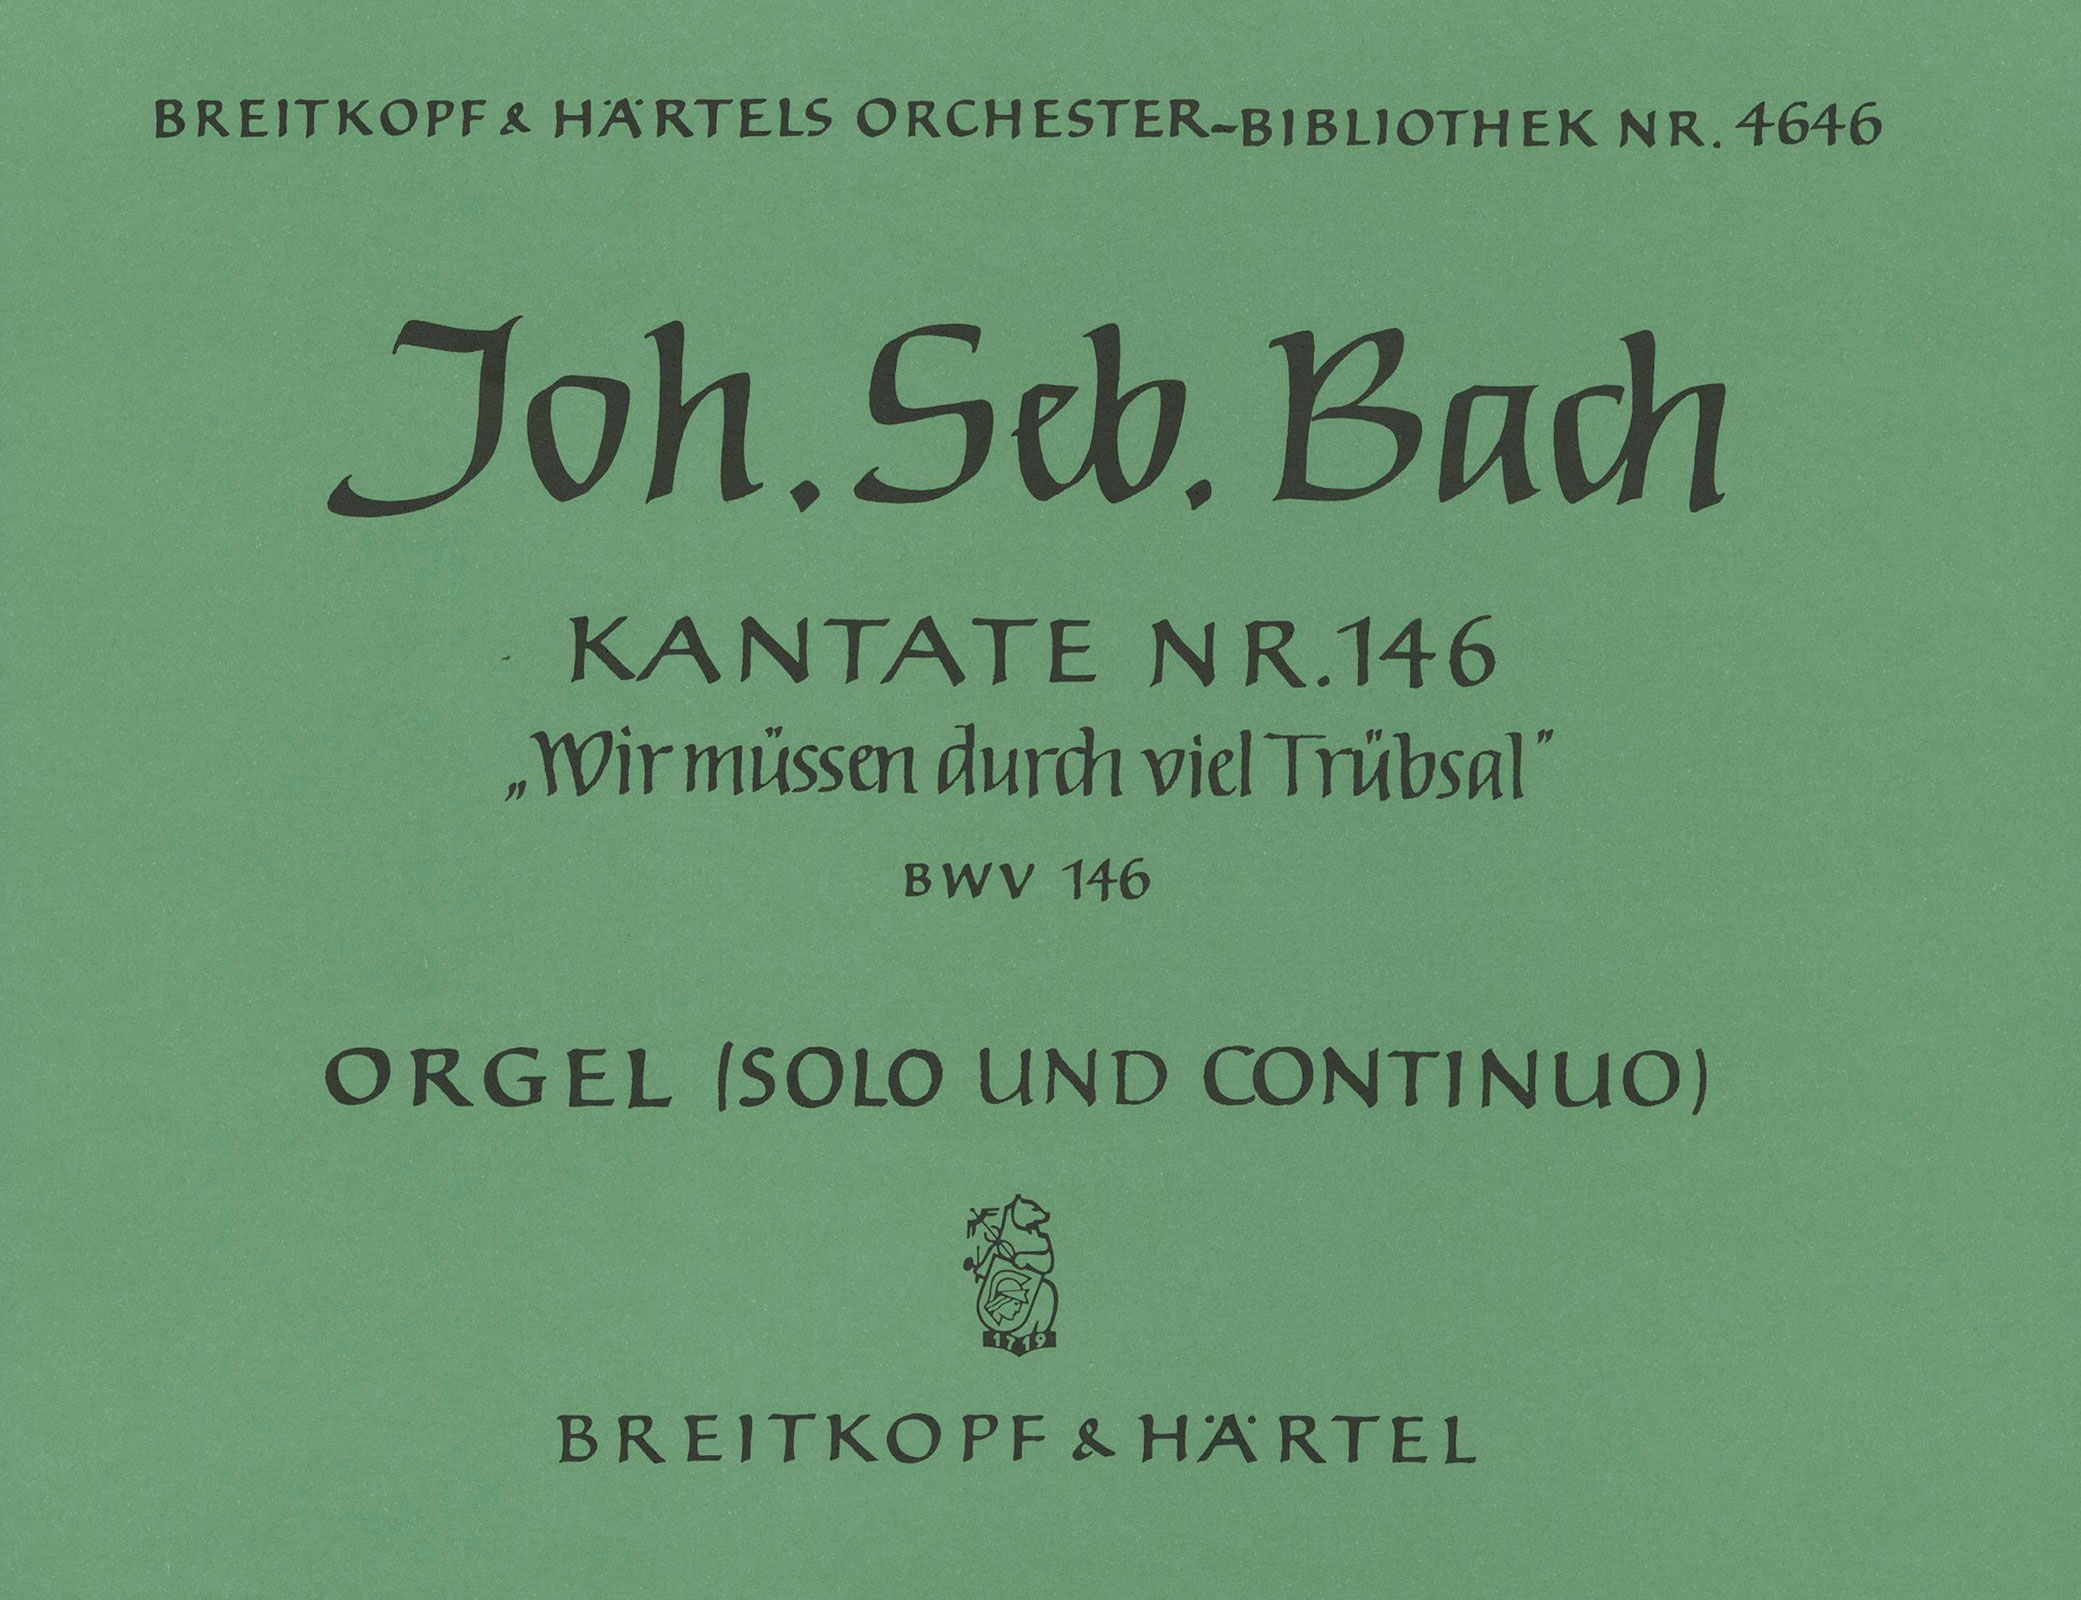 BREITKOPF & HÄRTELS ORCHESTER-BIBLIOTHEK NR. 4646
Joh. Seb. Bach
KANTATE NR. 146
„Wir müssen durch viel Trübsal”
BWV 146
ORGEL (SOLO UND CONTINUO)
1719
BREITKOPF & HÄRTEL